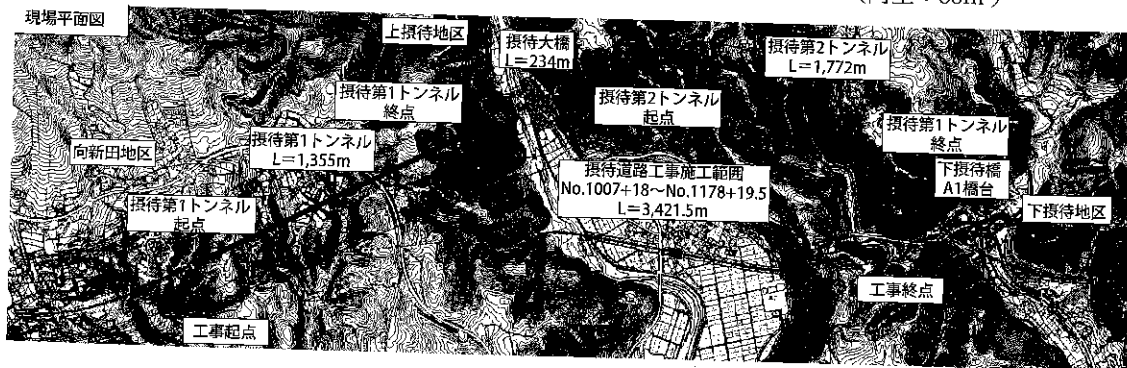 現場平面図
上摂待地区
摂待大橋
L=234m
摂待第2トンネル
L=1,772m
摂待第1トンネル
終点
摂待第2トンネル
起点
摂待第1トンネル
終点
摂待第1トンネル
L=1,355m
向新田地区
摂待道路工事施工範囲
No.1007+18～No.1178+19.5
L=3,421.5m
下摂待橋
A1橋台
下摂待地区
摂待第1トンネル
起点
工事終点
工事起点